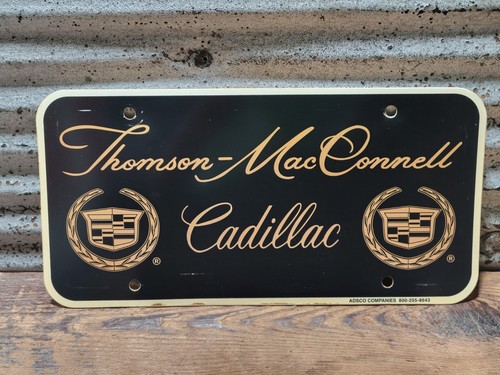 Thomson-MacConnell
Cadillac
® ®
ADSCO COMPANIES 800-255-8643